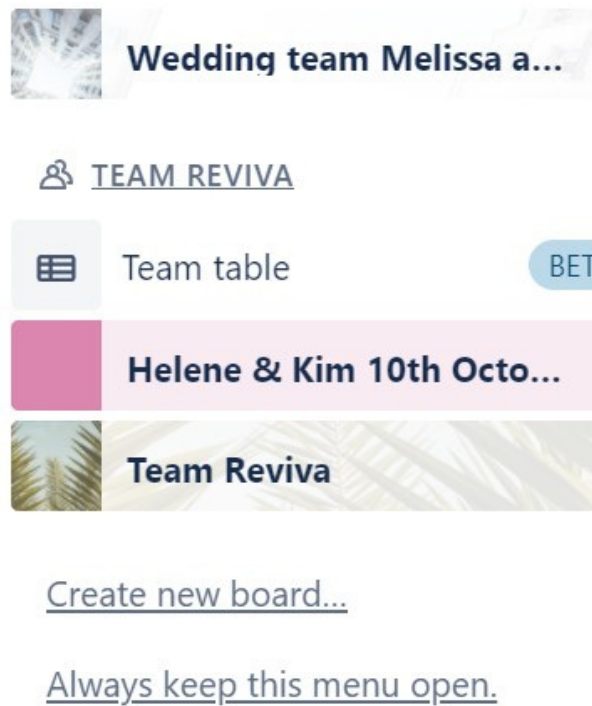 Wedding team Melissa a...
TEAM REVIVA
Team table
BET
Helene & Kim 10th Octo...
Team Reviva
Create new board...
Always keep this menu open.